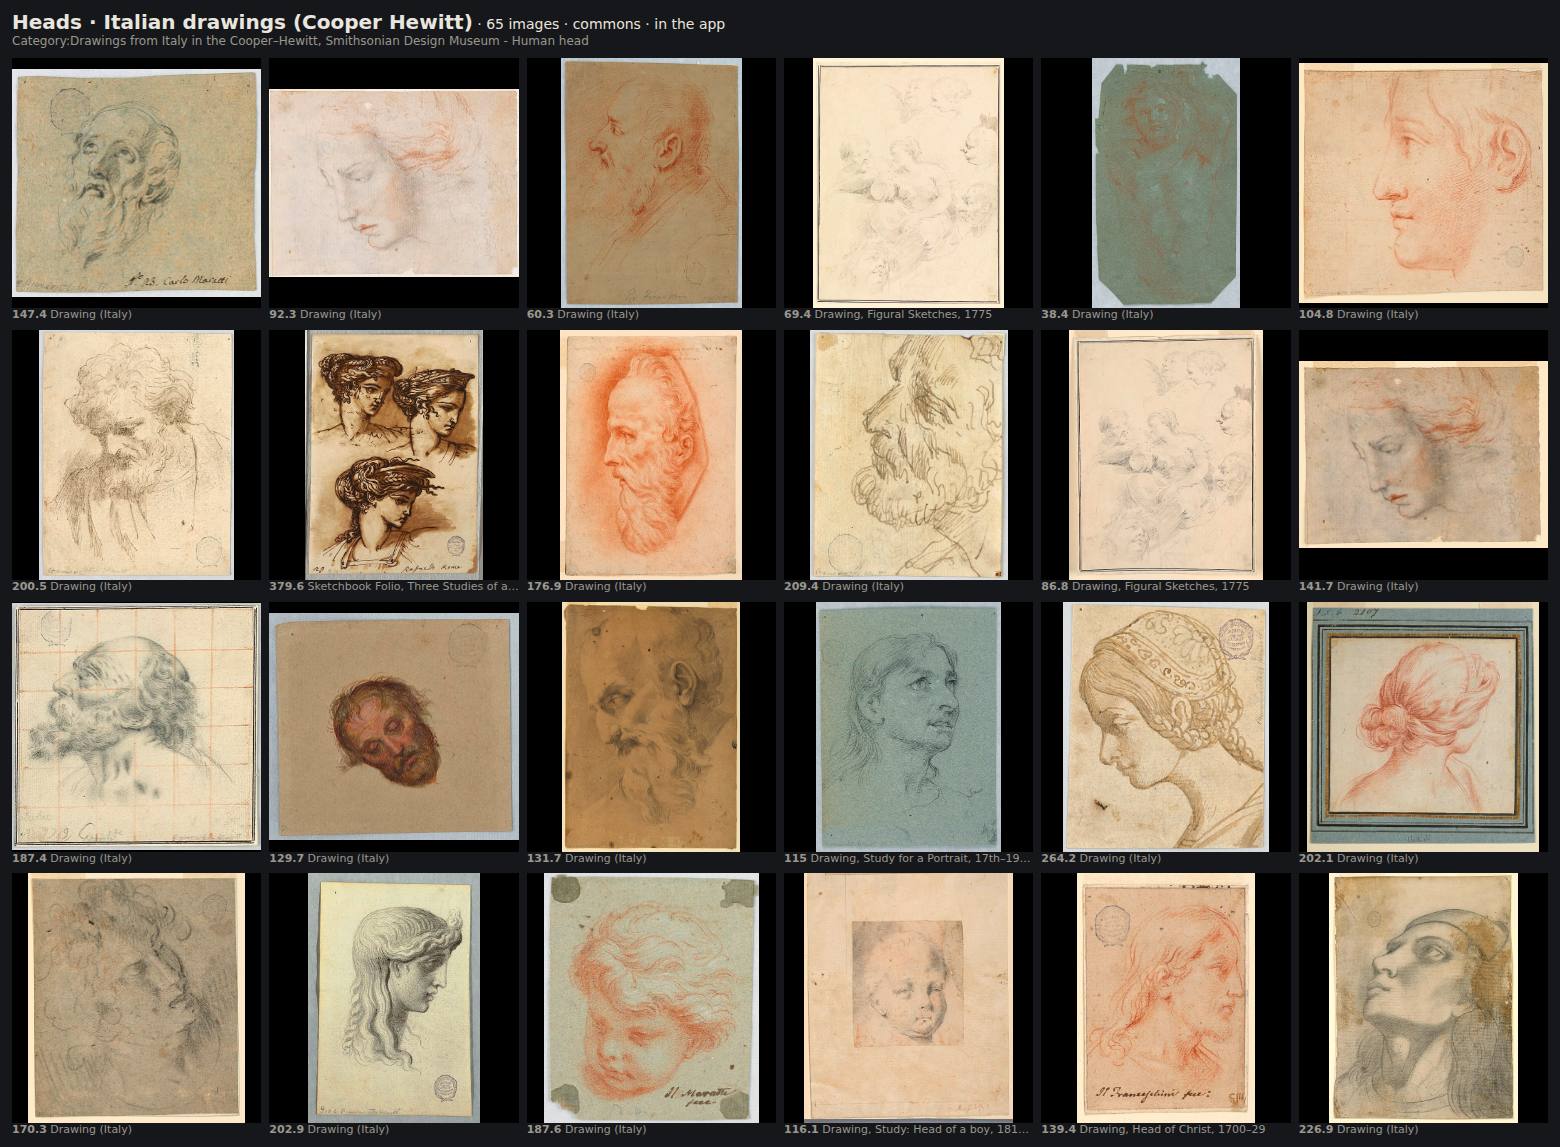 Heads · Italian drawings (Cooper Hewitt) · 65 images · commons · in the app
Category:Drawings from Italy in the Cooper–Hewitt, Smithsonian Design Museum - Human head
Carlo Maratti
147.4 Drawing (Italy)
92.3 Drawing (Italy)
60.3 Drawing (Italy)
69.4 Drawing, Figural Sketches, 1775
38.4 Drawing (Italy)
104.8 Drawing (Italy)
200.5 Drawing (Italy)
379.6 Sketchbook Folio, Three Studies of a...
176.9 Drawing (Italy)
209.4 Drawing (Italy)
86.8 Drawing, Figural Sketches, 1775
141.7 Drawing (Italy)
187.4 Drawing (Italy)
129.7 Drawing (Italy)
131.7 Drawing (Italy)
115 Drawing, Study for a Portrait, 17th–19...
264.2 Drawing (Italy)
202.1 Drawing (Italy)
170.3 Drawing (Italy)
202.9 Drawing (Italy)
187.6 Drawing (Italy)
116.1 Drawing, Study: Head of a boy, 181...
139.4 Drawing, Head of Christ, 1700–29
226.9 Drawing (Italy)